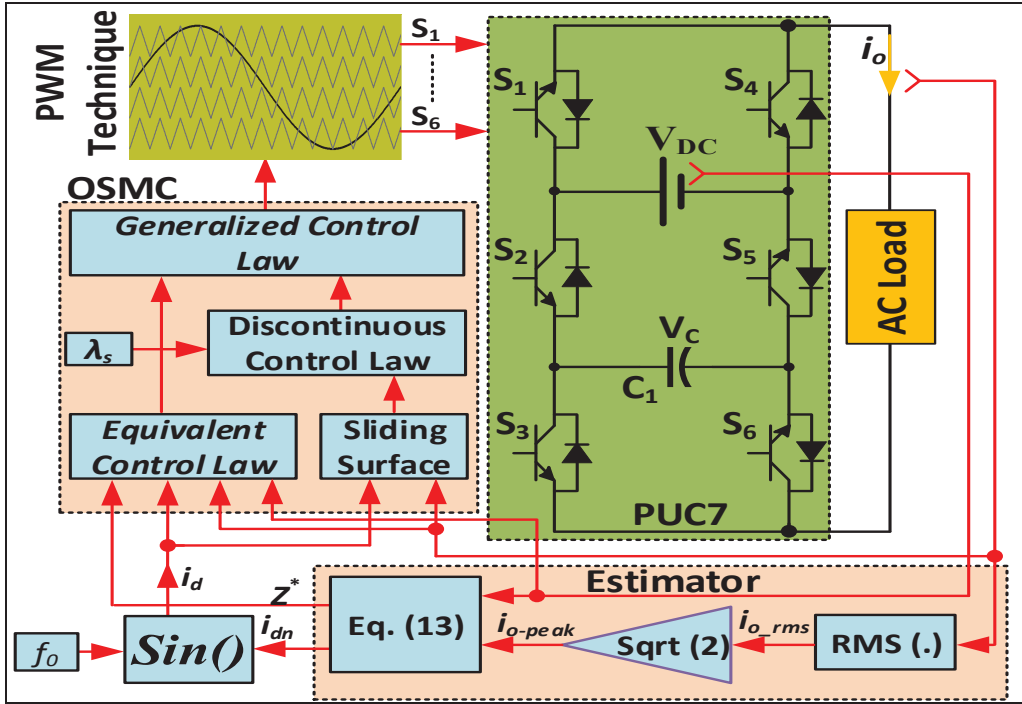 PWM
Technique
S1
S6
OSMC
Generalized Control
Law
λs
Discontinuous
Control Law
Equivalent
Control Law
Sliding
Surface
S1
S4
VDC
S2
S5
VC
C1
S3
S6
PUC7
io
AC Load
Estimator
id
Z*
idn
fo
Sin()
Eq. (13)
io-peak
Sqrt (2)
io_rms
RMS (.)